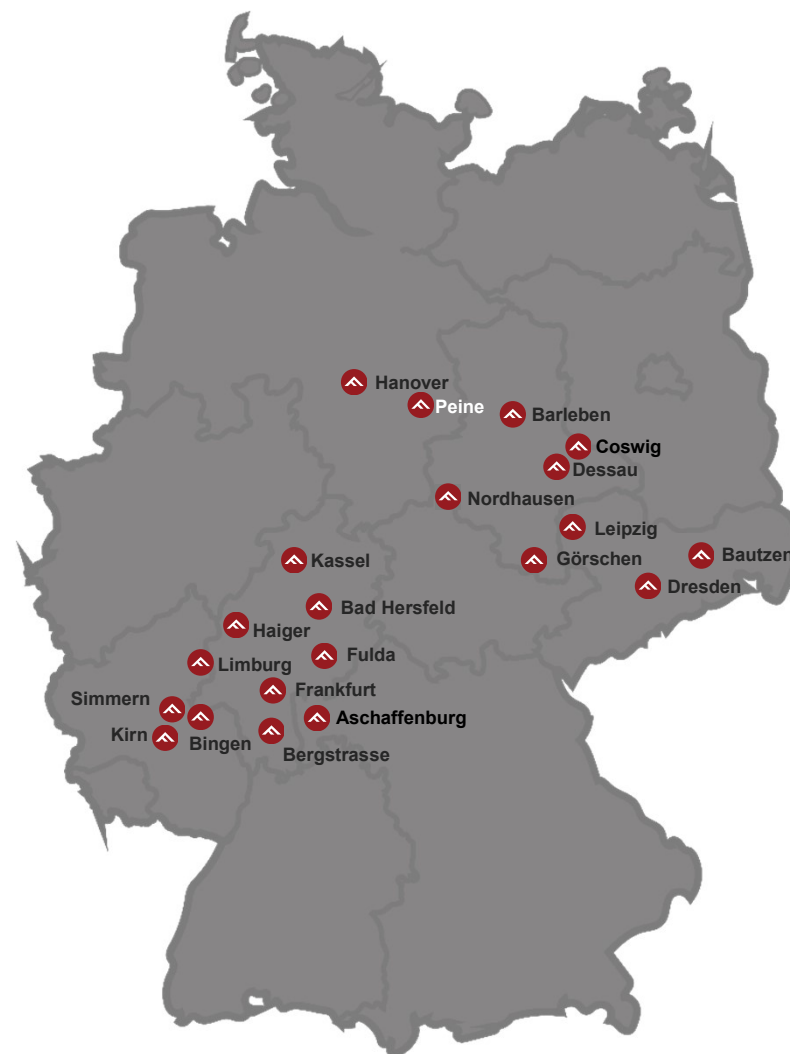 Hanover
Peine
Barleben
Coswig
Dessau
Nordhausen
Leipzig
Görschen
Bautzen
Dresden
Kassel
Bad Hersfeld
Haiger
Fulda
Limburg
Frankfurt
Simmern
Aschaffenburg
Kirn
Bingen
Bergstrasse